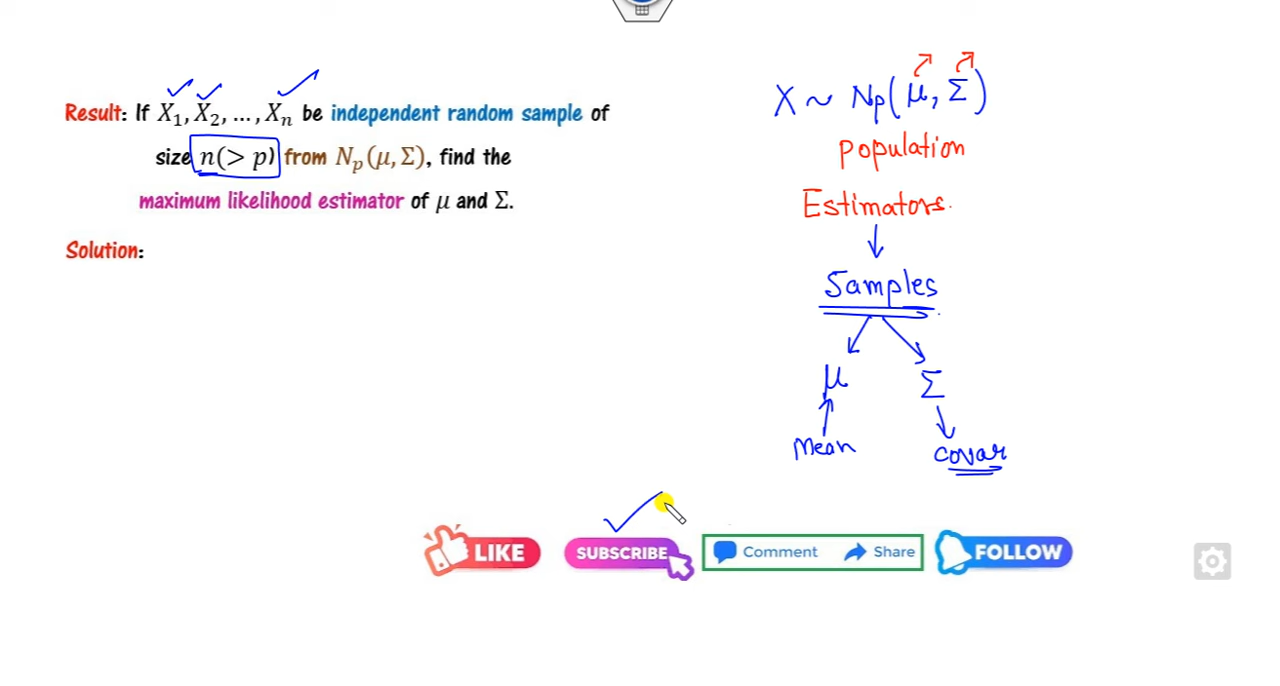 Result: If X₁, X₂, ..., Xₙ be independent random sample of
size n(> p) from Nₚ(μ, Σ), find the
maximum likelihood estimator of μ and Σ.
Solution:
X ~ Np(μ, Σ)
population
Estimators.
Samples
μ Σ
Mean covar
LIKE
SUBSCRIBE
Comment
Share
FOLLOW